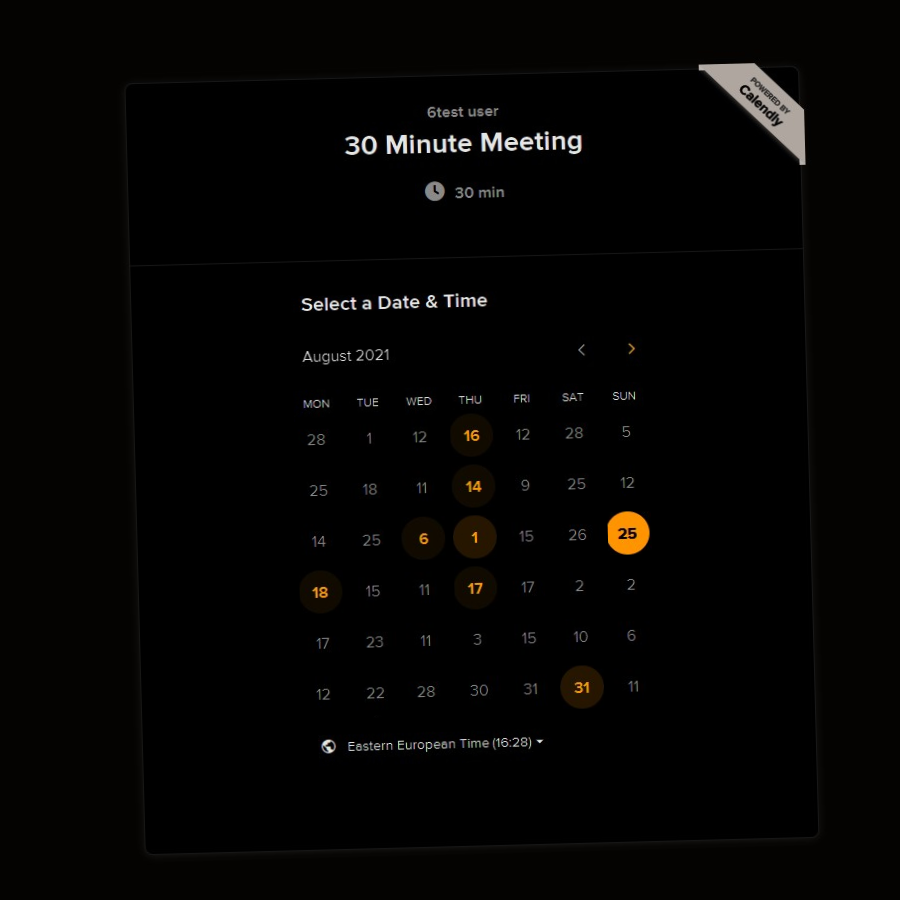 POWERED BY
Calendly
6test user
30 Minute Meeting
30 min
Select a Date & Time
August 2021
MON TUE WED THU FRI SAT SUN
28 1 12 16 12 28 5
25 18 11 14 9 25 12
14 25 6 1 15 26 25
18 15 11 17 17 2 2
17 23 11 3 15 10 6
12 22 28 30 31 31 11
Eastern European Time (16:28)